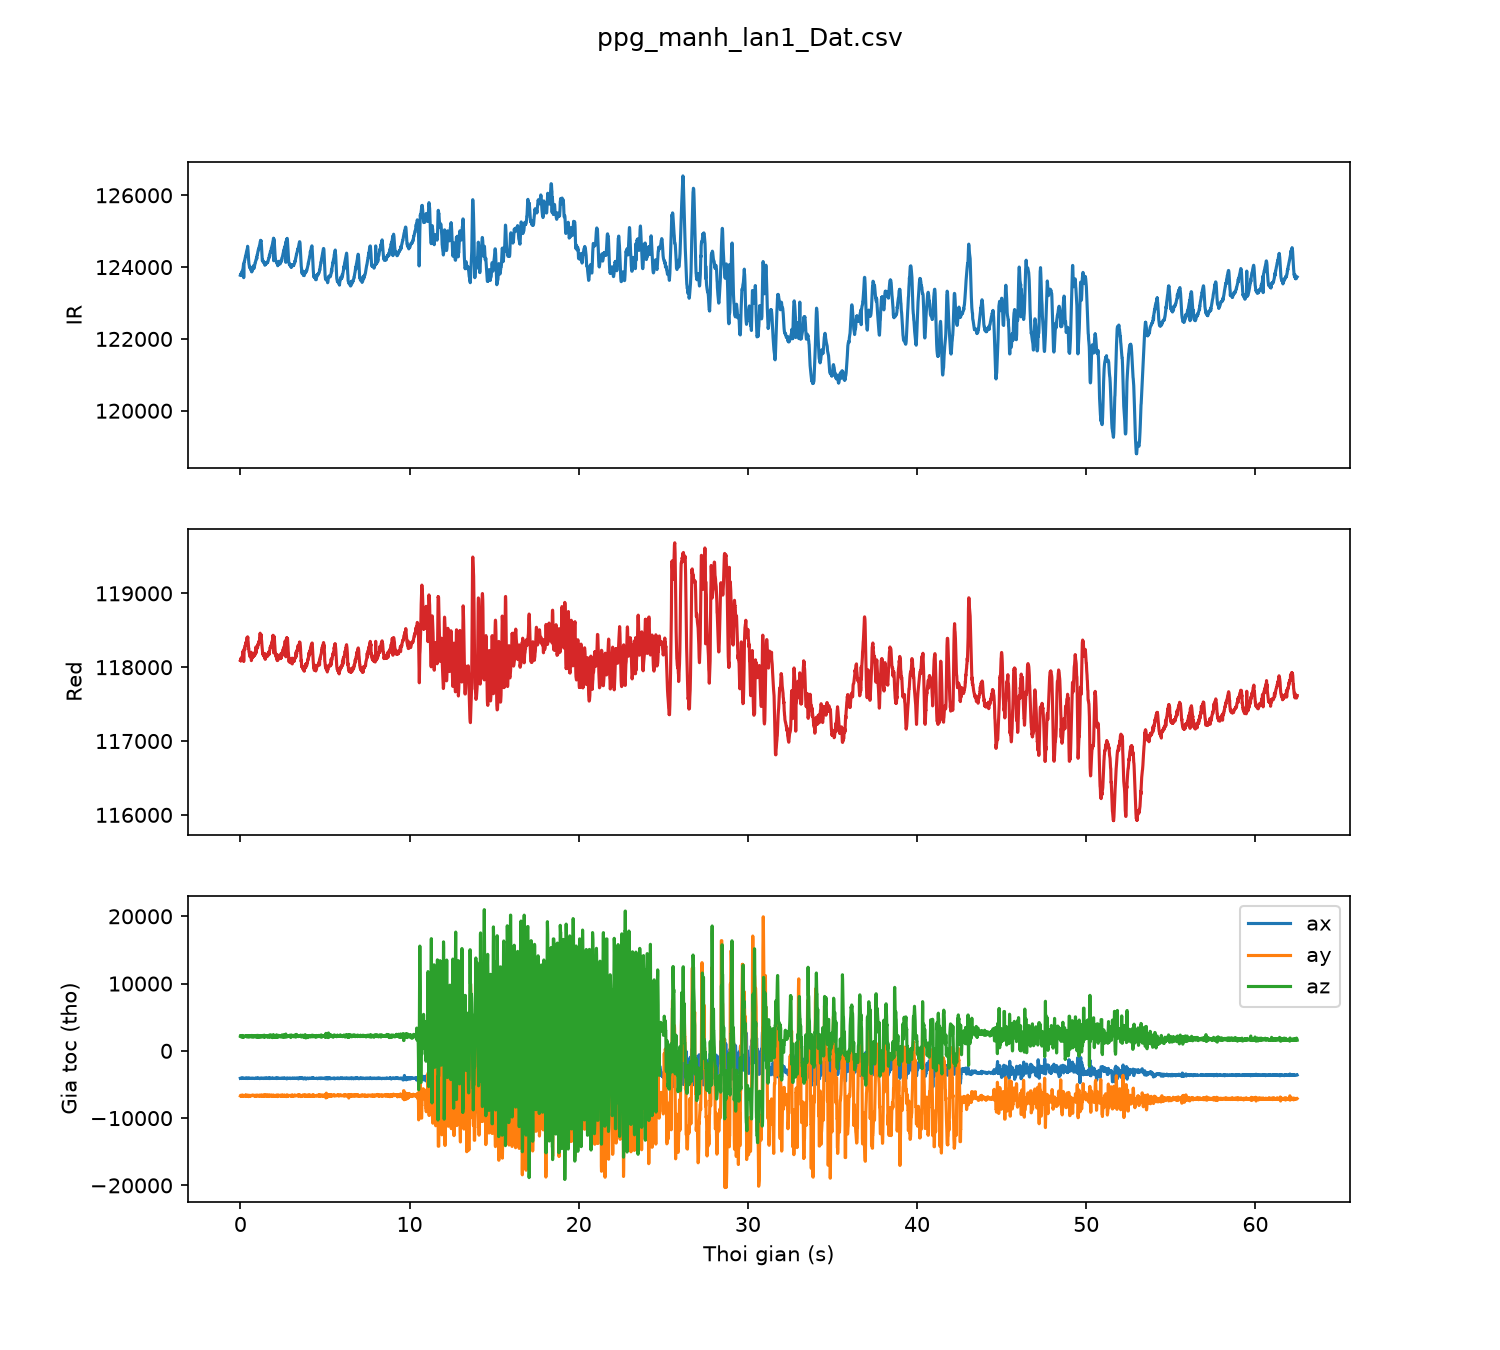 ppg_manh_lan1_Dat.csv
126000
124000
122000
120000
IR
119000
118000
117000
116000
Red
20000
10000
0
−10000
−20000
Gia toc (tho)
ax
ay
az
0 10 20 30 40 50 60
Thoi gian (s)